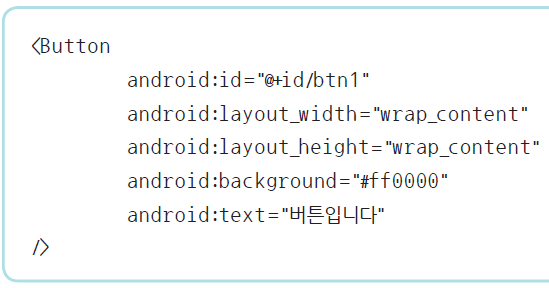 <Button
android:id="@+id/btn1"
android:layout_width="wrap_content"
android:layout_height="wrap_content"
android:background="#ff0000"
android:text="버튼입니다"
/>